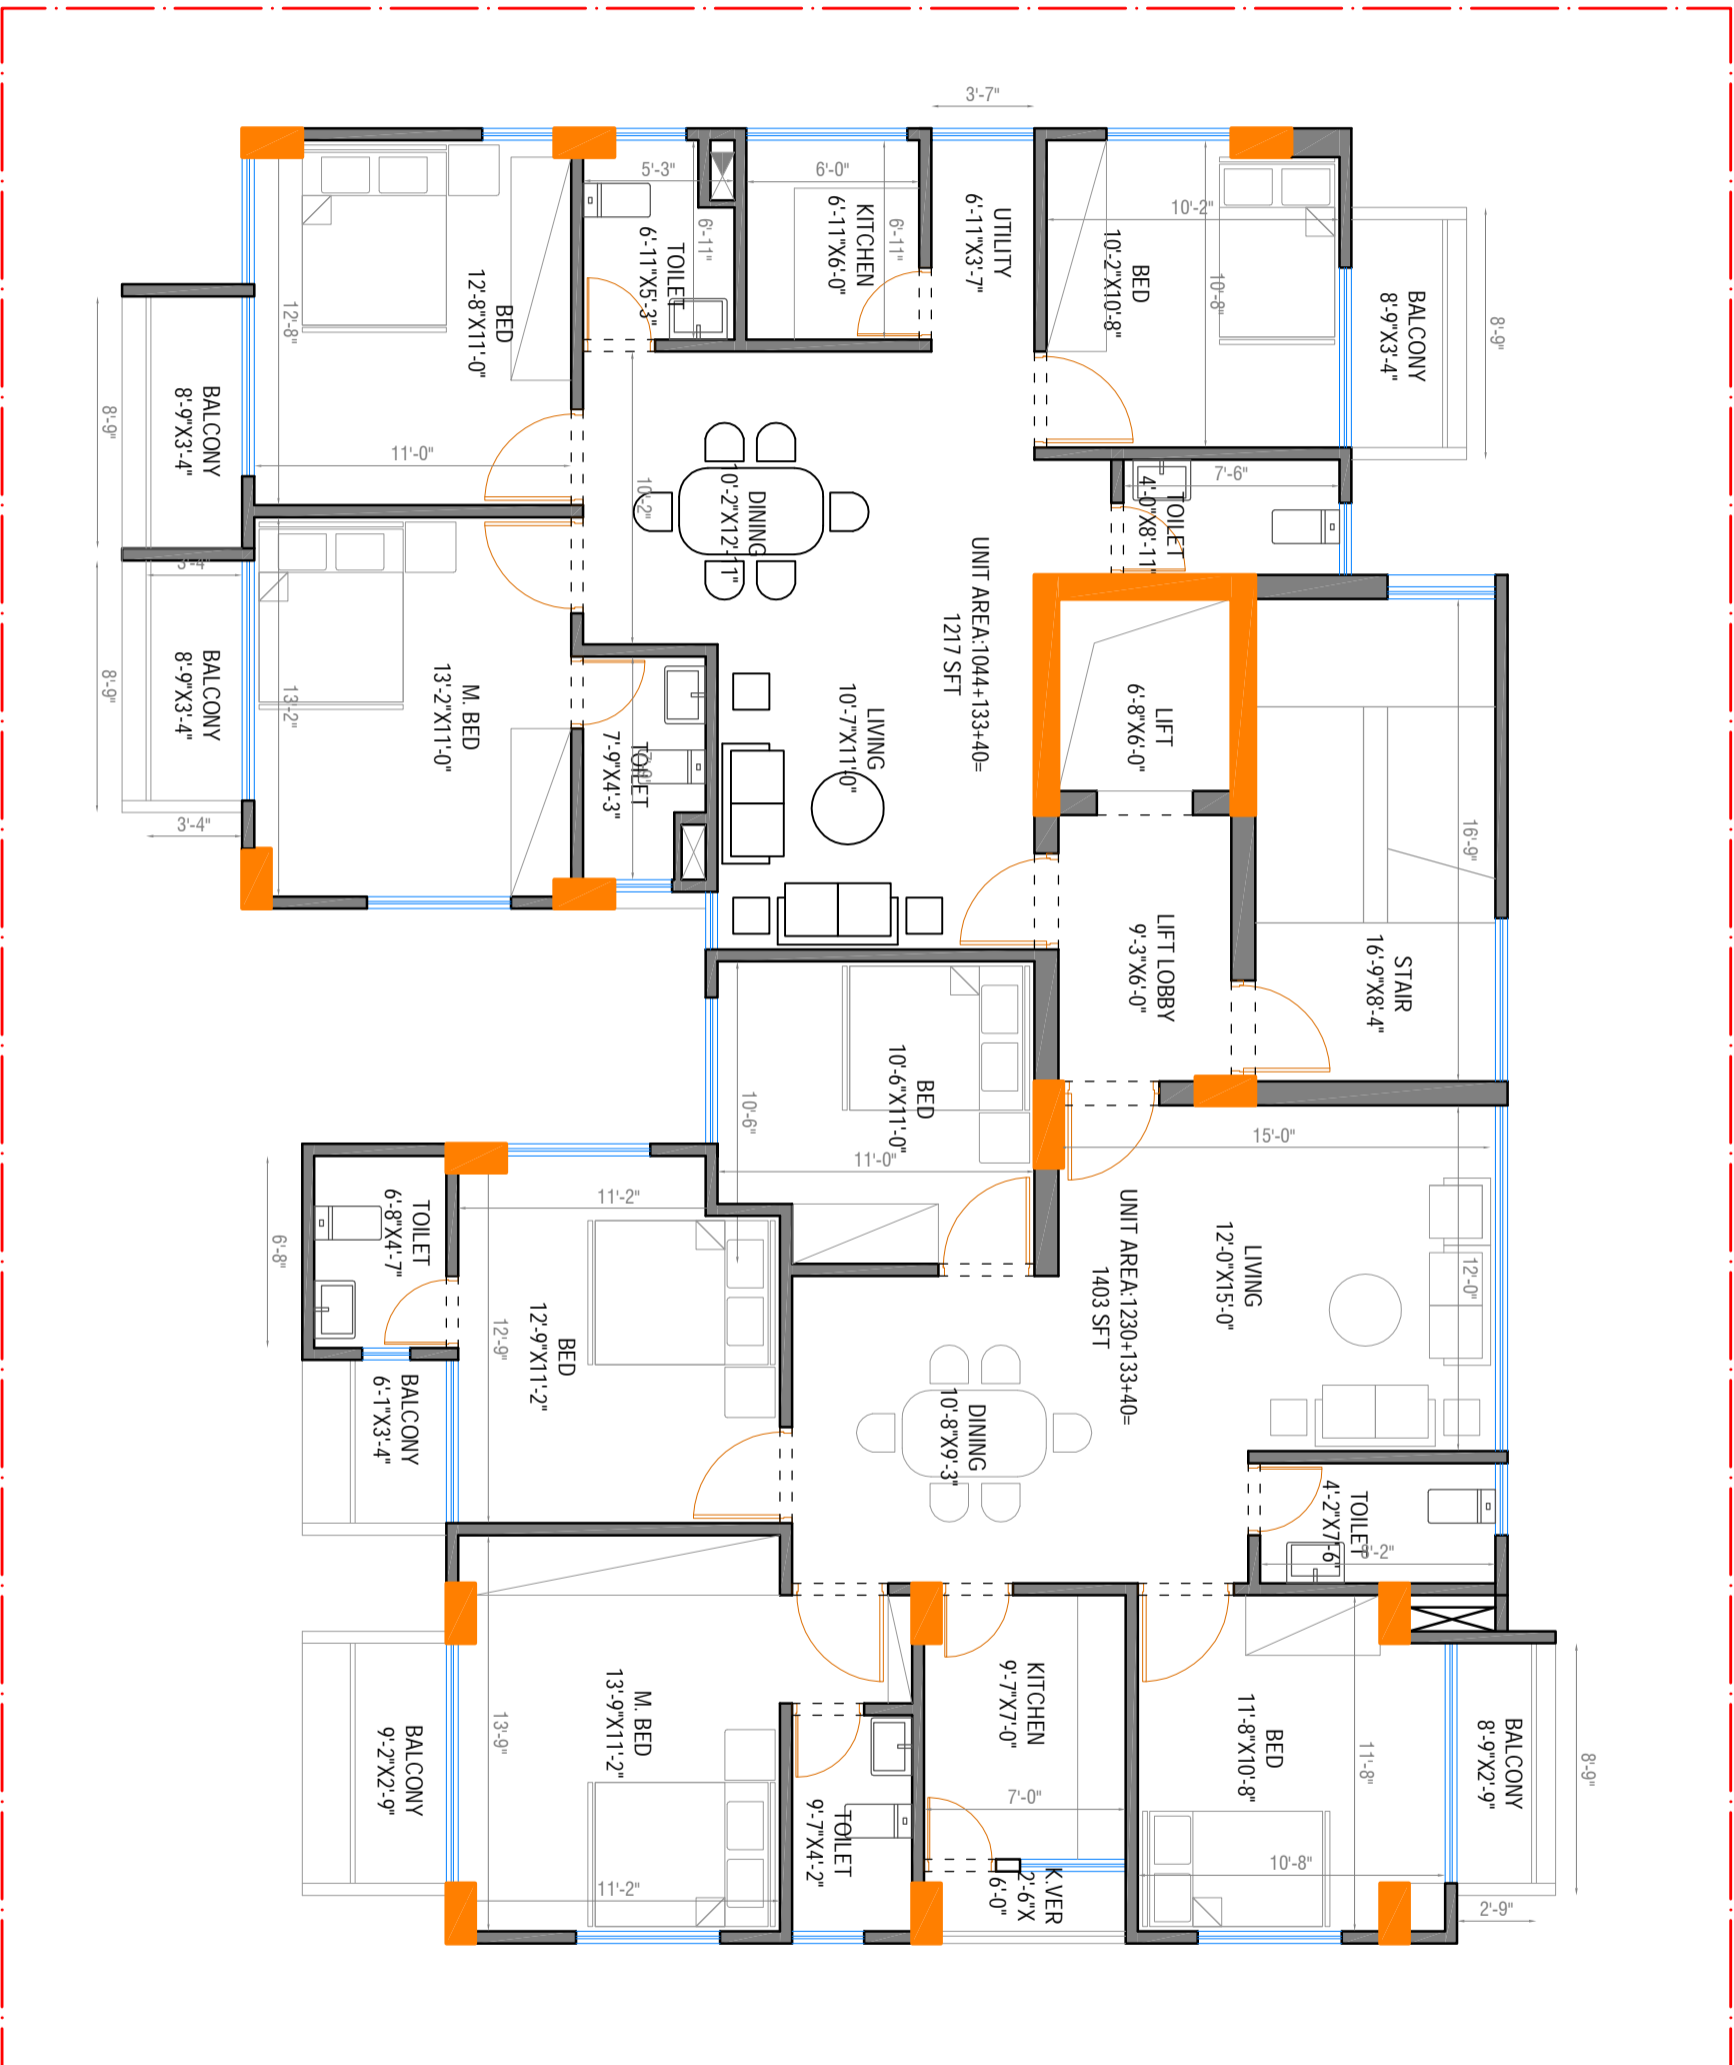 3'-7"
8'-9"
BALCONY
8'-9"X3'-4"
10'-2"
10'-8"
BED
10'-2"X10'-8"
UTILITY
6'-11"X3'-7"
6'-0"
6'-11"
KITCHEN
6'-11"X6'-0"
5'-3"
6'-11"
TOILET
6'-11"X5'-3"
BED
12'-8"X11'-0"
12'-8"
11'-0"
BALCONY
8'-9"X3'-4"
8'-9"
7'-6"
TOILET
4'-0"X8'-11"
DINING
10'-2"X12'-11"
10'-2"
UNIT AREA:1044+133+40=
1217 SFT
BALCONY
8'-9"X3'-4"
8'-9"
3'-4"
M. BED
13'-2"X11'-0"
13'-2"
TOILET
7'-9"X4'-3"
LIVING
10'-7"X11'0"
LIFT
6'-8"X6'-0"
16'-9"
STAIR
16'-9"X8'-4"
LIFT LOBBY
9'-3"X6'-0"
BED
10'-6"X11'-0"
10'-6"
11'-0"
15'-0"
12'-0"
LIVING
12'-0"X15'-0"
UNIT AREA:1230+133+40=
1403 SFT
TOILET
6'-8"X4'-7"
6'-8"
11'-2"
12'-9"
BED
12'-9"X11'-2"
BALCONY
6'-1"X3'-4"
DINING
10'-8"X9'-3"
TOILET
4'-2"X7'-6"
8'-2"
M. BED
13'-9"X11'-2"
13'-9"
11'-2"
BALCONY
9'-2"X2'-9"
TOILET
9'-7"X4'-2"
KITCHEN
9'-7"X7'-0"
7'-0"
K.VER
2'-6"X
6'-0"
BED
11'-8"X10'-8"
11'-8"
10'-8"
BALCONY
8'-9"X2'-9"
8'-9"
2'-9"